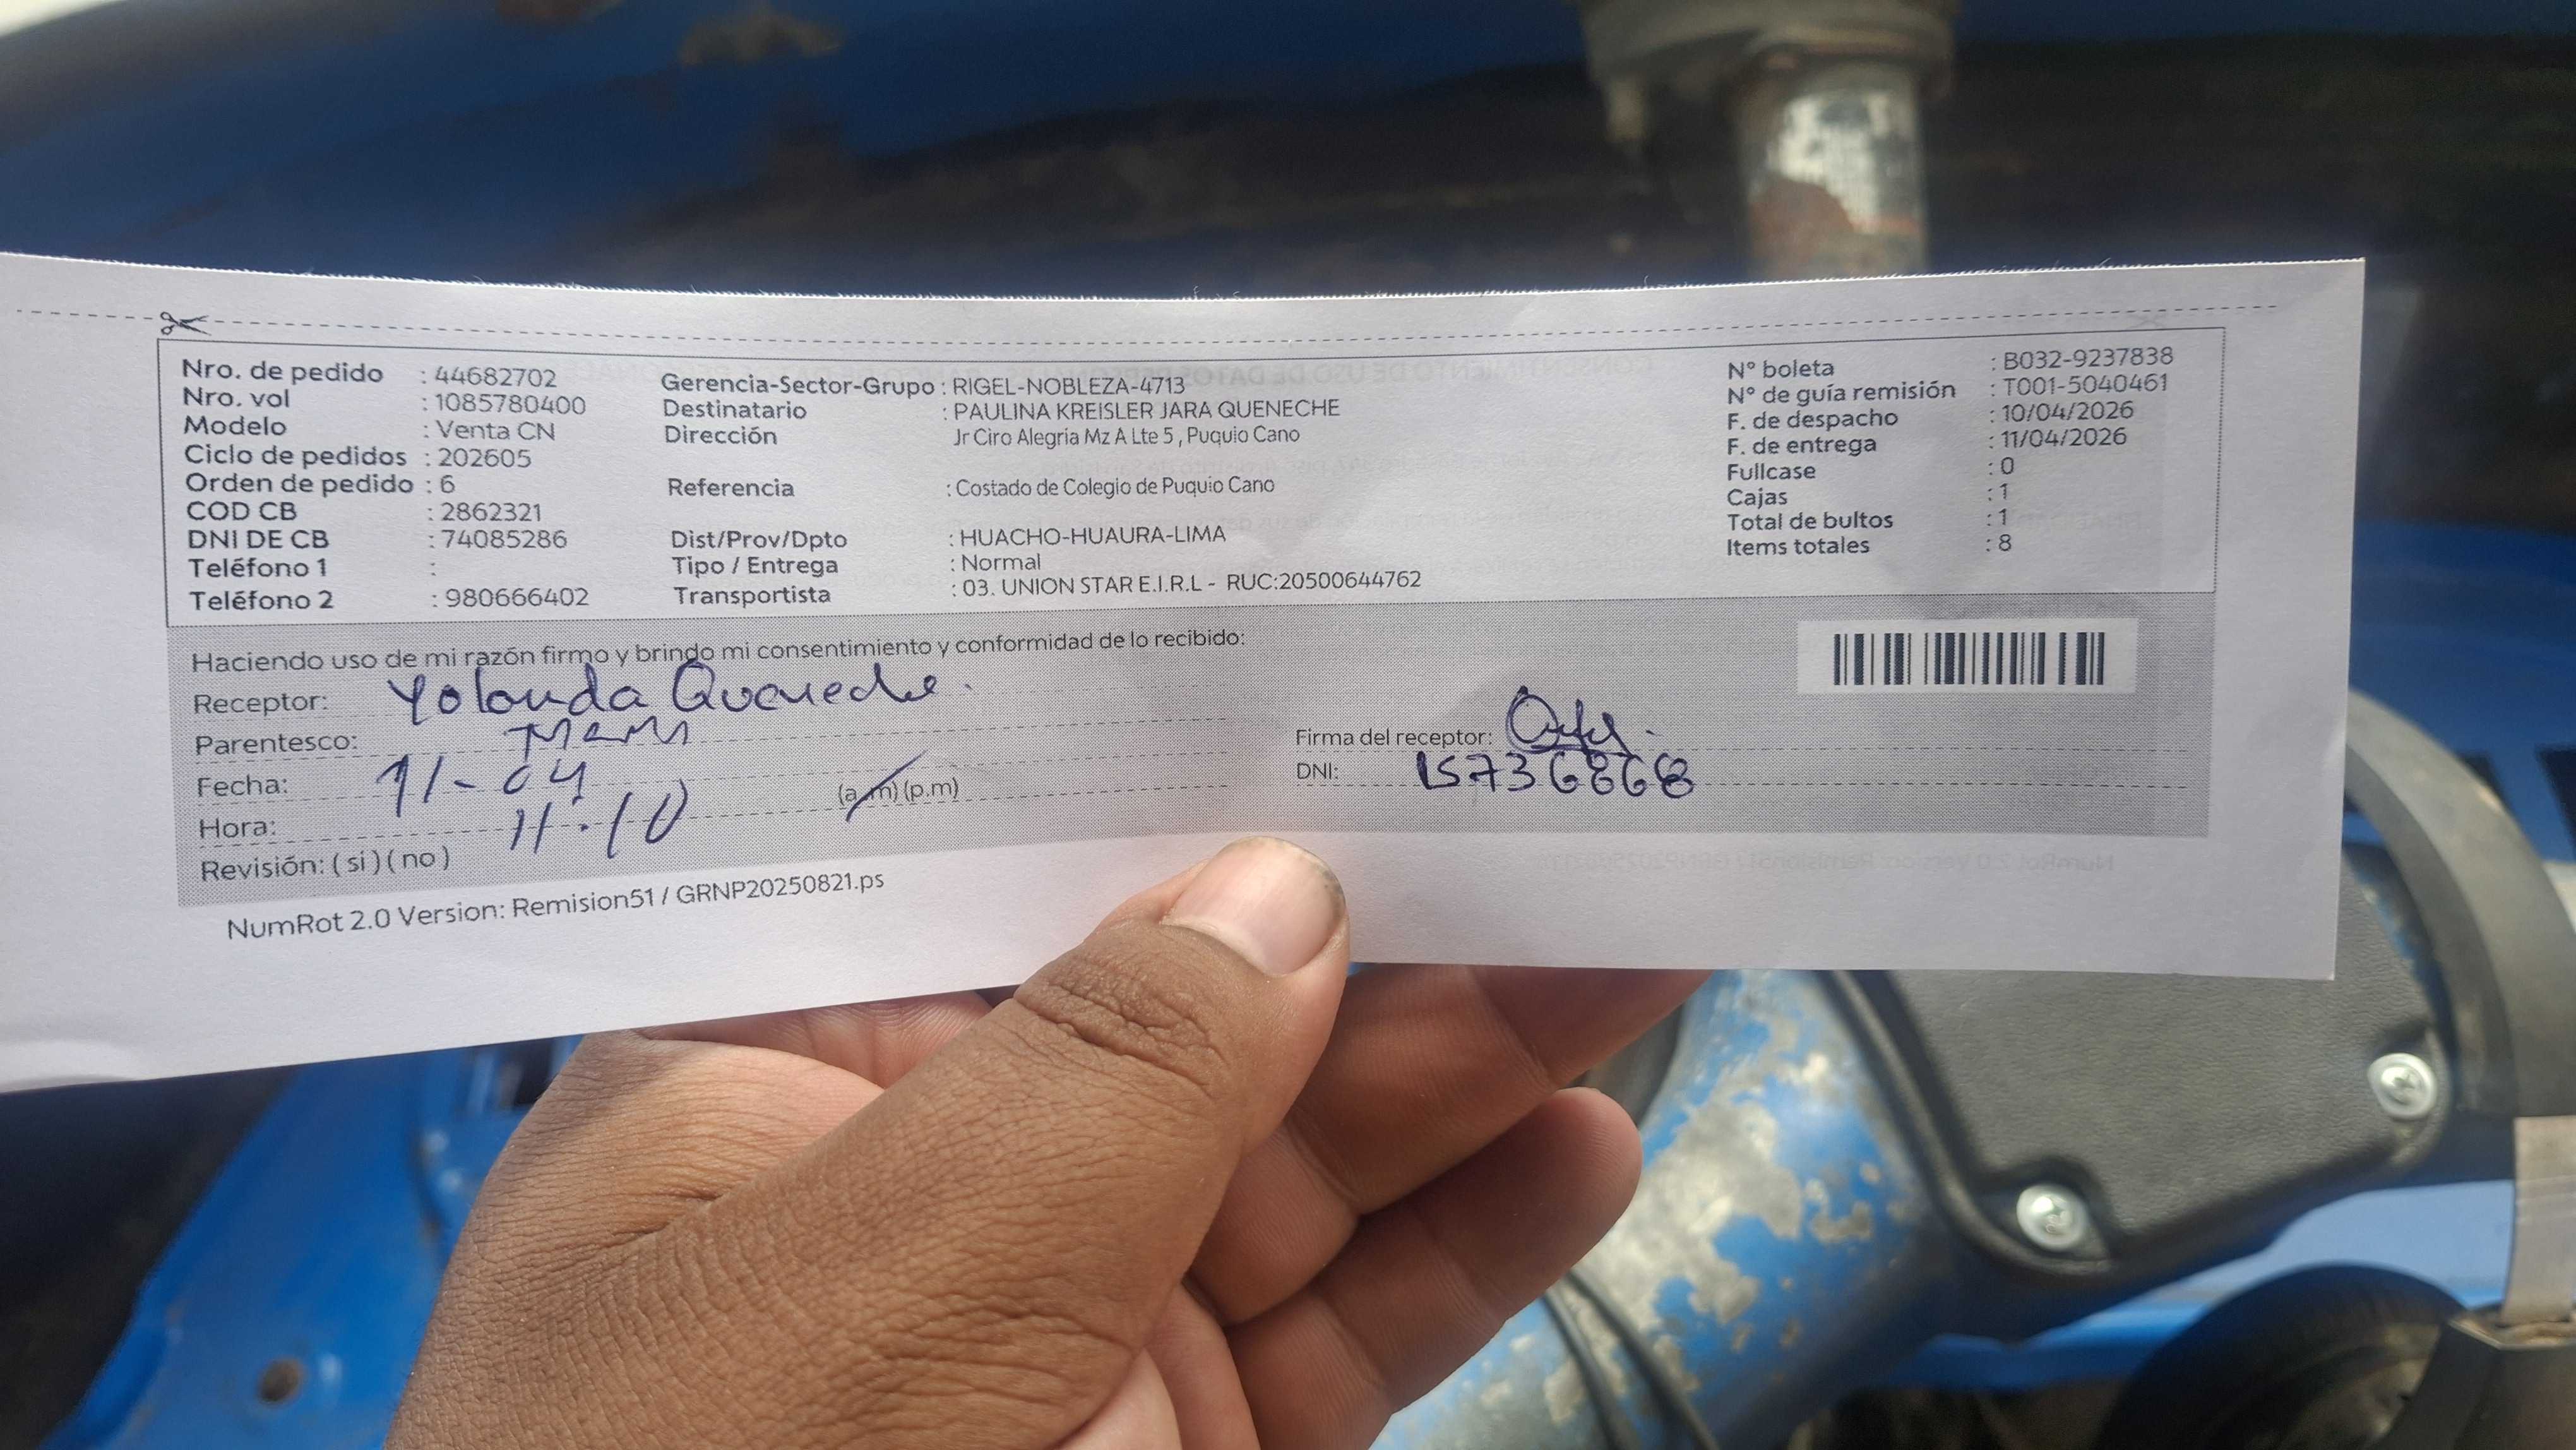 Nro. de pedido : 44682702
Nro. vol : 1085780400
Modelo : Venta CN
Ciclo de pedidos : 202605
Orden de pedido : 6
COD CB : 2862321
DNI DE CB : 74085286
Teléfono 1 :
Teléfono 2 : 980666402
Gerencia-Sector-Grupo : RIGEL-NOBLEZA-4713
Destinatario : PAULINA KREISLER JARA QUENECHE
Dirección Jr Ciro Alegria Mz A Lte 5 , Puquio Cano
Referencia : Costado de Colegio de Puquio Cano
Dist/Prov/Dpto : HUACHO-HUAURA-LIMA
Tipo / Entrega : Normal
Transportista : 03. UNION STAR E.I.R.L - RUC:20500644762
N° boleta : B032-9237838
N° de guía remisión : T001-5040461
F. de despacho : 10/04/2026
F. de entrega : 11/04/2026
Fullcase : 0
Cajas : 1
Total de bultos : 1
Items totales : 8
Haciendo uso de mi razón firmo y brindo mi consentimiento y conformidad de lo recibido:
Receptor: Yolanda Queneche.
Parentesco:
Fecha: 11-04
Hora: 11:10 (a.m) (p.m)
Revisión: ( si ) ( no )
Firma del receptor:
DNI: 15736868
NumRot 2.0 Version: Remision51 / GRNP20250821.ps